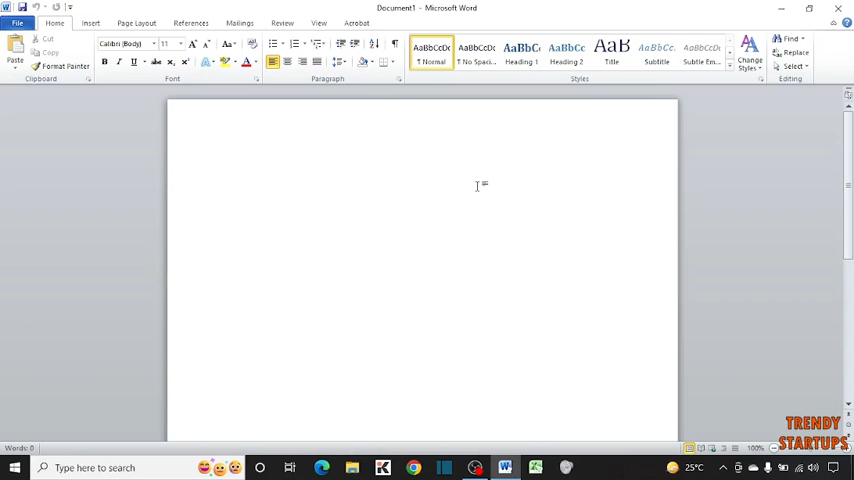 Document1 - Microsoft Word
File Home Insert Page Layout References Mailings Review View Acrobat
Paste
Cut
Copy
Format Painter
Clipboard
Calibri (Body) 11
Font
Paragraph
AaBbCcDc AaBbCcDc AaBbC AaBbCc AaB AaBbCc. AaBbCcDc
¶ Normal ¶ No Spaci... Heading 1 Heading 2 Title Subtitle Subtle Em...
Change
Styles
Styles
Find
Replace
Select
Editing
TRENDY
STARTUPS
Words: 0 100%
Type here to search 25°C